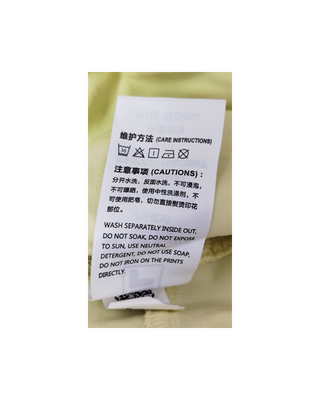 维护方法 (CARE INSTRUCTIONS)
30
注意事项 (CAUTIONS):
分开水洗，反面水洗，不可浸泡，
不可曝晒，使用中性洗涤剂，不
可使用肥皂，切勿直接熨烫印花
部位。
WASH SEPARATELY INSIDE OUT,
DO NOT SOAK, DO NOT EXPOSE
TO SUN, USE NEUTRAL
DETERGENT, DO NOT USE SOAP,
DO NOT IRON ON THE PRINTS
DIRECTLY.